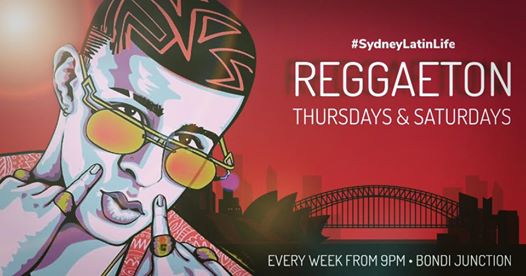 #SydneyLatinLife
REGGAETON
THURSDAYS & SATURDAYS
EVERY WEEK FROM 9PM • BONDI JUNCTION